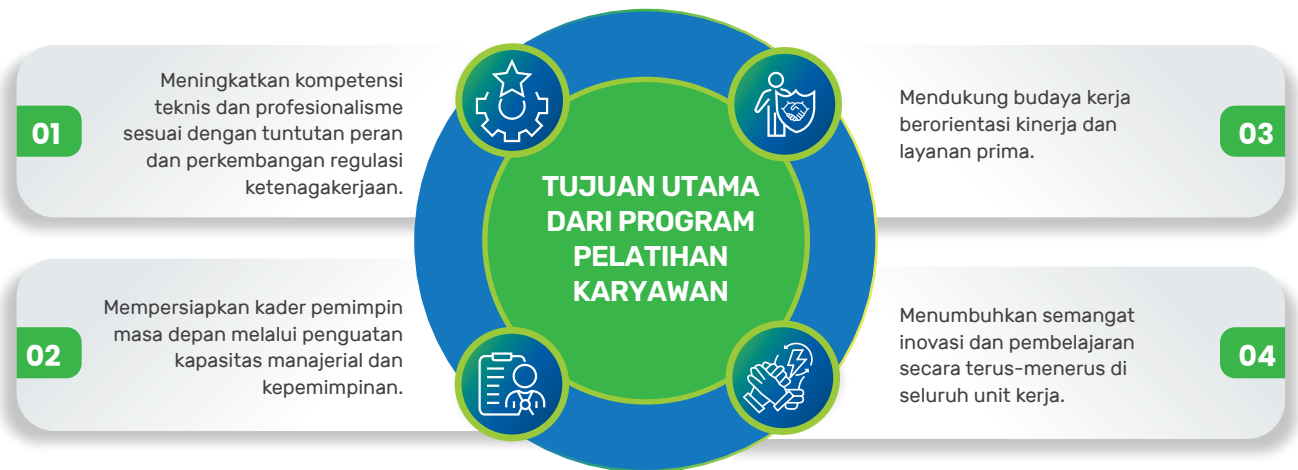 TUJUAN UTAMA
DARI PROGRAM
PELATIHAN
KARYAWAN
01
Meningkatkan kompetensi
teknis dan profesionalisme
sesuai dengan tuntutan peran
dan perkembangan regulasi
ketenagakerjaan.
02
Mempersiapkan kader pemimpin
masa depan melalui penguatan
kapasitas manajerial dan
kepemimpinan.
03
Mendukung budaya kerja
berorientasi kinerja dan
layanan prima.
04
Menumbuhkan semangat
inovasi dan pembelajaran
secara terus-menerus di
seluruh unit kerja.